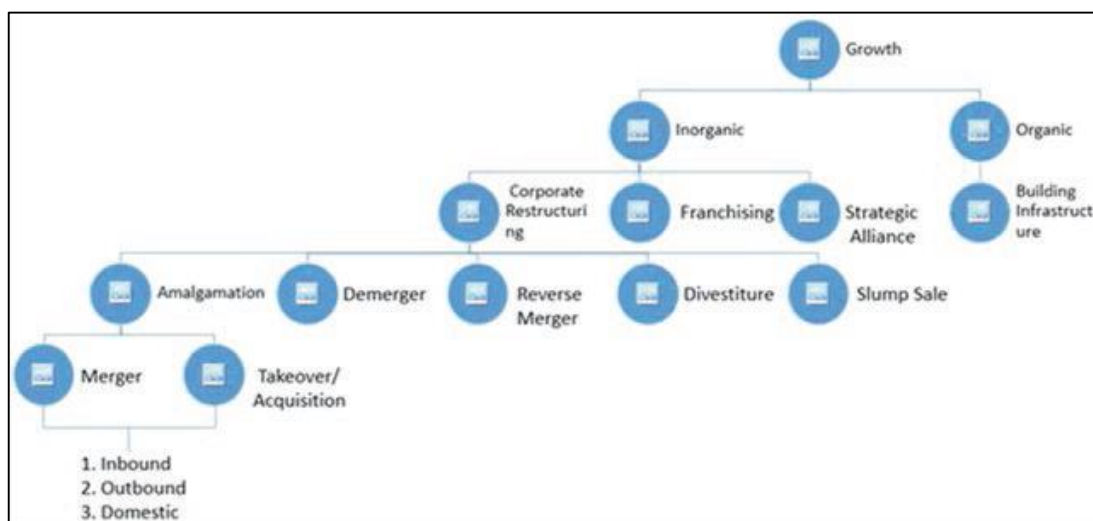 Growth
Inorganic
Organic
Corporate
Restructuri
ng
Franchising
Strategic
Alliance
Building
Infrastruct
ure
Amalgamation
Demerger
Reverse
Merger
Divestiture
Slump Sale
Merger
Takeover/
Acquisition
1. Inbound
2. Outbound
3. Domestic